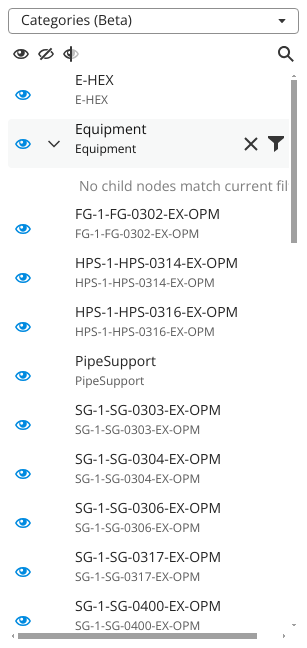 Categories (Beta)
E-HEX
E-HEX
Equipment
Equipment
No child nodes match current fil
FG-1-FG-0302-EX-OPM
FG-1-FG-0302-EX-OPM
HPS-1-HPS-0314-EX-OPM
HPS-1-HPS-0314-EX-OPM
HPS-1-HPS-0316-EX-OPM
HPS-1-HPS-0316-EX-OPM
PipeSupport
PipeSupport
SG-1-SG-0303-EX-OPM
SG-1-SG-0303-EX-OPM
SG-1-SG-0304-EX-OPM
SG-1-SG-0304-EX-OPM
SG-1-SG-0306-EX-OPM
SG-1-SG-0306-EX-OPM
SG-1-SG-0317-EX-OPM
SG-1-SG-0317-EX-OPM
SG-1-SG-0400-EX-OPM
SG-1-SG-0400-EX-OPM